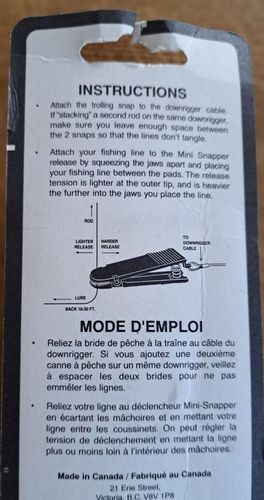 INSTRUCTIONS
• Attach the trolling snap to the downrigger cable.
If "stacking" a second rod on the same downrigger,
make sure you leave enough space between
the 2 snaps so that the lines don't tangle.
• Attach your fishing line to the Mini Snapper
release by squeezing the jaws apart and placing
your fishing line between the pads. The release
tension is lighter at the outer tip, and is heavier
the further into the jaws you place the line.
ROD
LIGHTER HARDER
RELEASE RELEASE
TO
DOWNRIGGER
CABLE
LURE
BACK 10-30 FT.
MODE D'EMPLOI
• Reliez la bride de pêche à la traîne au câble du
downrigger. Si vous ajoutez une deuxième
canne à pêche sur un même downrigger, veillez
à espacer les deux brides pour ne pas
emmêler les lignes.
• Reliez votre ligne au déclencheur Mini-Snapper
en écartant les mâchoires et en mettant votre
ligne entre les coussinets. On peut régler la
tension de déclenchement en mettant la ligne
plus ou moins loin à l'intérieur des mâchoires.
Made in Canada / Fabriqué au Canada
21 Erie Street,
Victoria, B.C. V8V 1P8